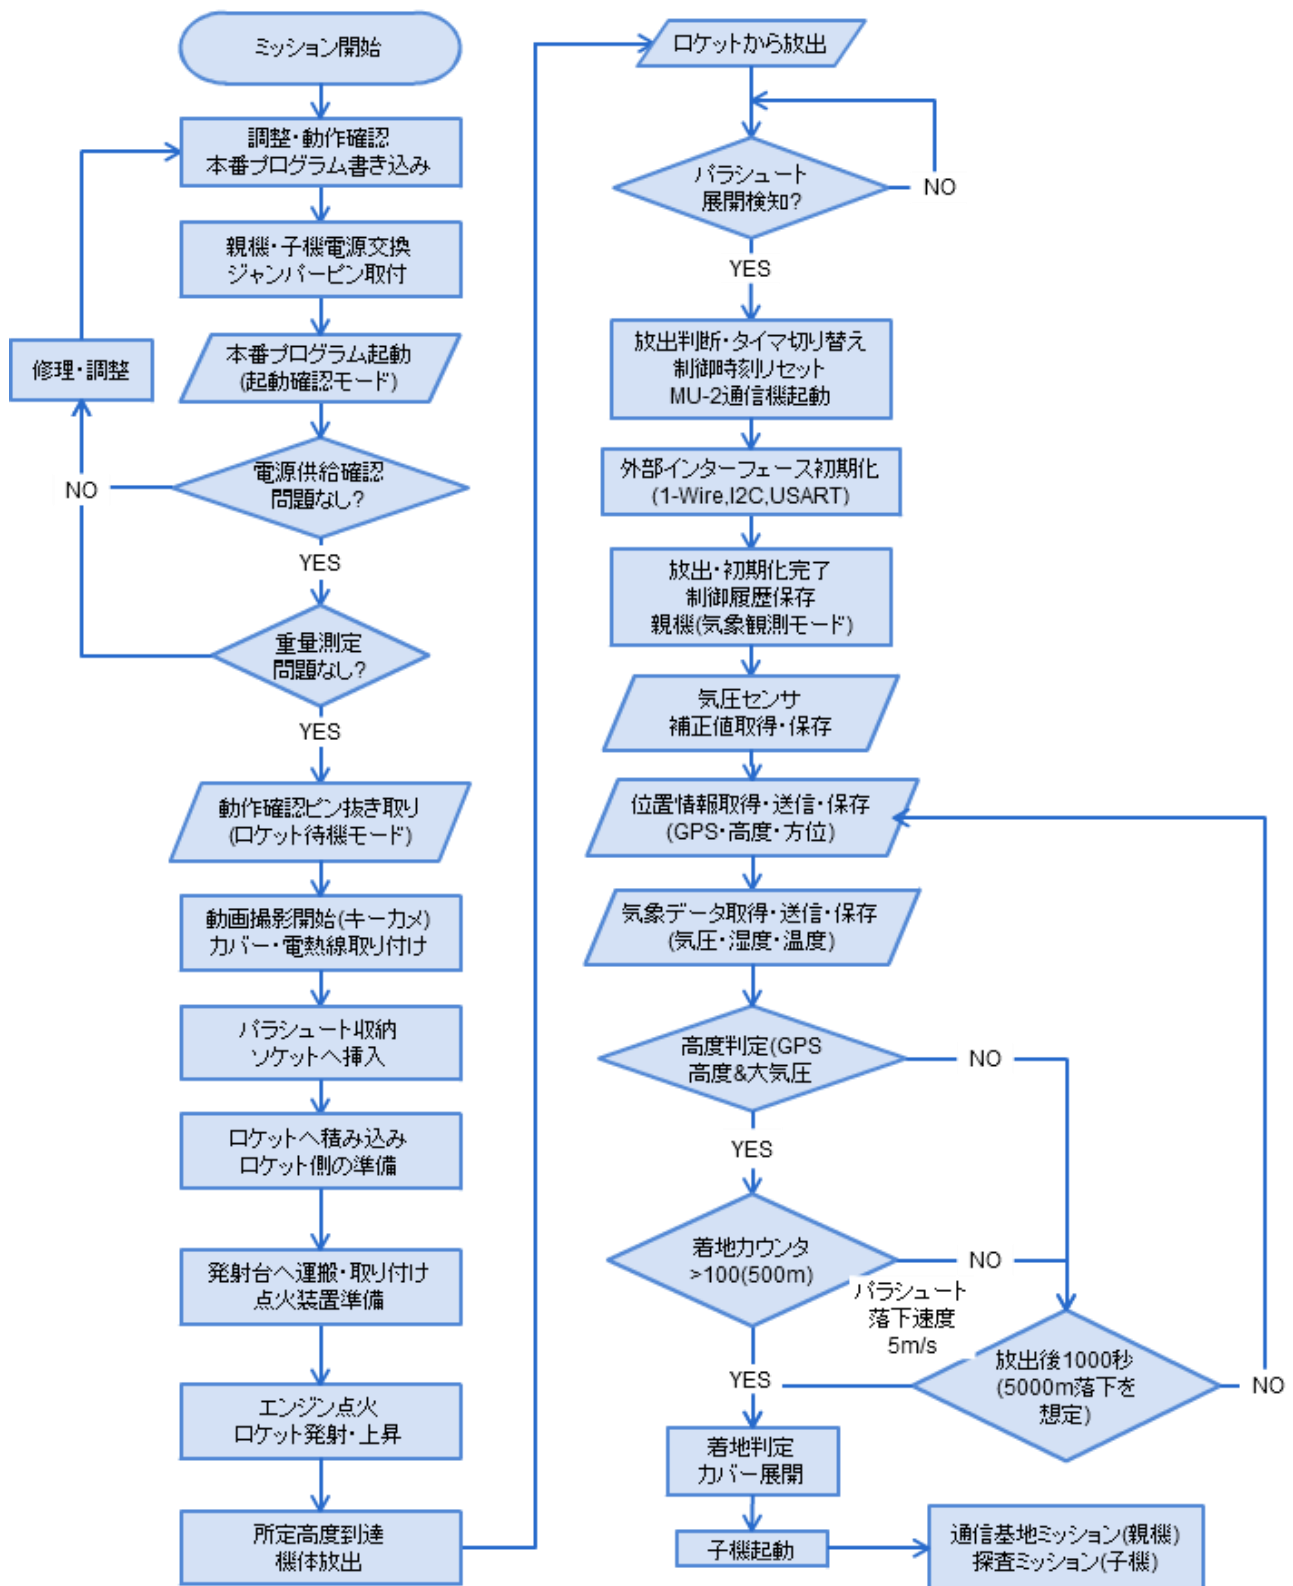 ミッション開始
調整・動作確認
本番プログラム書き込み
親機・子機電源交換
ジャンパーピン取付
本番プログラム起動
(起動確認モード)
修理・調整
電源供給確認
問題なし?
NO
YES
重量測定
問題なし?
YES
動作確認ピン抜き取り
(ロケット待機モード)
動画撮影開始(キーカメ)
カバー・電熱線取り付け
パラシュート収納
ソケットへ挿入
ロケットへ積み込み
ロケット側の準備
発射台へ運搬・取り付け
点火装置準備
エンジン点火
ロケット発射・上昇
所定高度到達
機体放出
ロケットから放出
パラシュート
展開検知?
NO
YES
放出判断・タイマ切り替え
制御時刻リセット
MU-2通信機起動
外部インターフェース初期化
(1-Wire,I2C,USART)
放出・初期化完了
制御履歴保存
親機(気象観測モード)
気圧センサ
補正値取得・保存
位置情報取得・送信・保存
(GPS・高度・方位)
気象データ取得・送信・保存
(気圧・湿度・温度)
高度判定(GPS
高度&大気圧
NO
YES
着地カウンタ
>100(500m)
NO
パラシュート
落下速度
5m/s
放出後1000秒
(5000m落下を
想定)
NO
YES
着地判定
カバー展開
子機起動
通信基地ミッション(親機)
探査ミッション(子機)